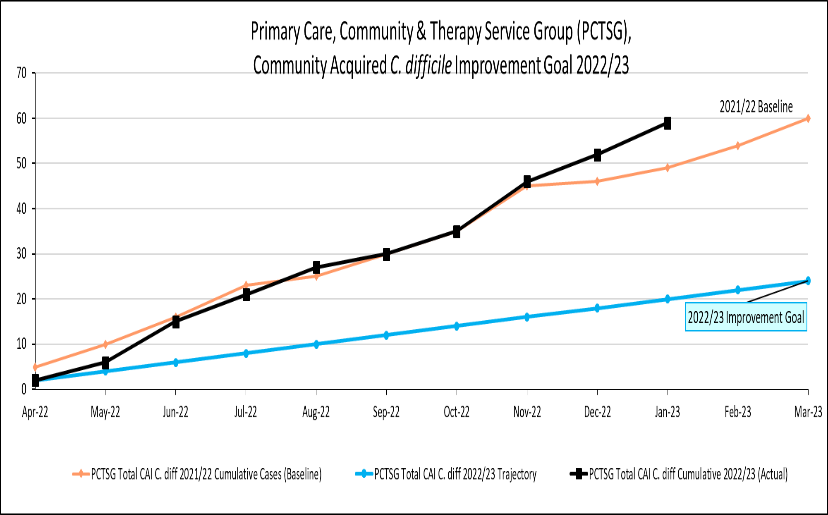 Primary Care, Community & Therapy Service Group (PCTSG),
Community Acquired C. difficile Improvement Goal 2022/23
70
60
50
40
30
20
10
0
2021/22 Baseline
2022/23 Improvement Goal
Apr-22 May-22 Jun-22 Jul-22 Aug-22 Sep-22 Oct-22 Nov-22 Dec-22 Jan-23 Feb-23 Mar-23
PCTSG Total CAI C. diff 2021/22 Cumulative Cases (Baseline) PCTSG Total CAI C. diff 2022/23 Trajectory PCTSG Total CAI C. diff Cumulative 2022/23 (Actual)